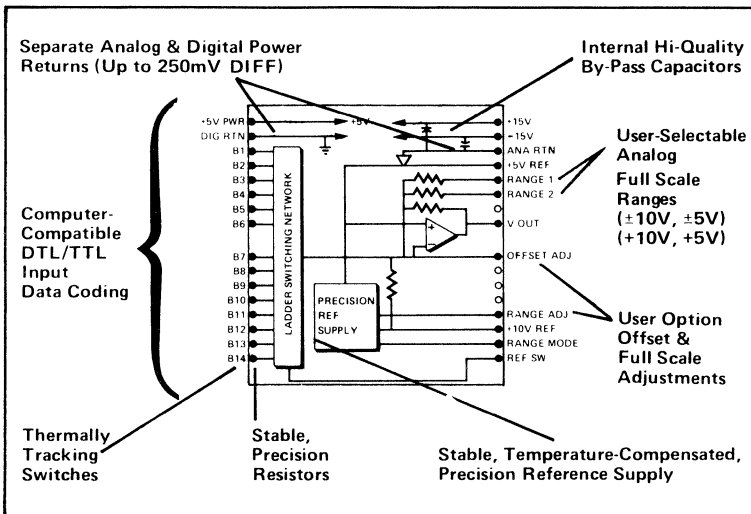 Separate Analog & Digital Power
Returns (Up to 250mV DIFF)
Internal Hi-Quality
By-Pass Capacitors
+5V PWR
DIG RTN
B1
B2
B3
B4
B5
B6
B7
B8
B9
B10
B11
B12
B13
B14
+5V
+15V
-15V
ANA RTN
+5V REF
RANGE 1
RANGE 2
V OUT
OFFSET ADJ
RANGE ADJ
+10V REF
RANGE MODE
REF SW
LADDER SWITCHING NETWORK
PRECISION
REF
SUPPLY
+
-
Computer-
Compatible
DTL/TTL
Input
Data Coding
User-Selectable
Analog
Full Scale
Ranges
(±10V, ±5V)
(+10V, +5V)
User Option
Offset &
Full Scale
Adjustments
Thermally
Tracking
Switches
Stable,
Precision
Resistors
Stable, Temperature-Compensated,
Precision Reference Supply